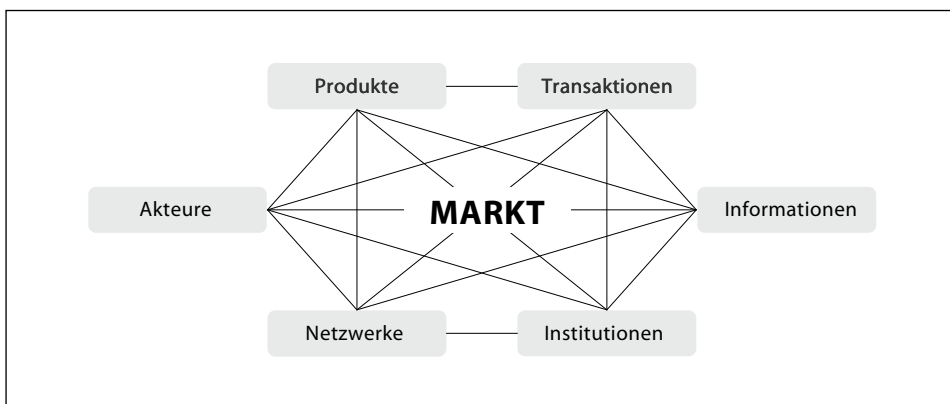 Produkte Transaktionen
Akteure MARKT Informationen
Netzwerke Institutionen